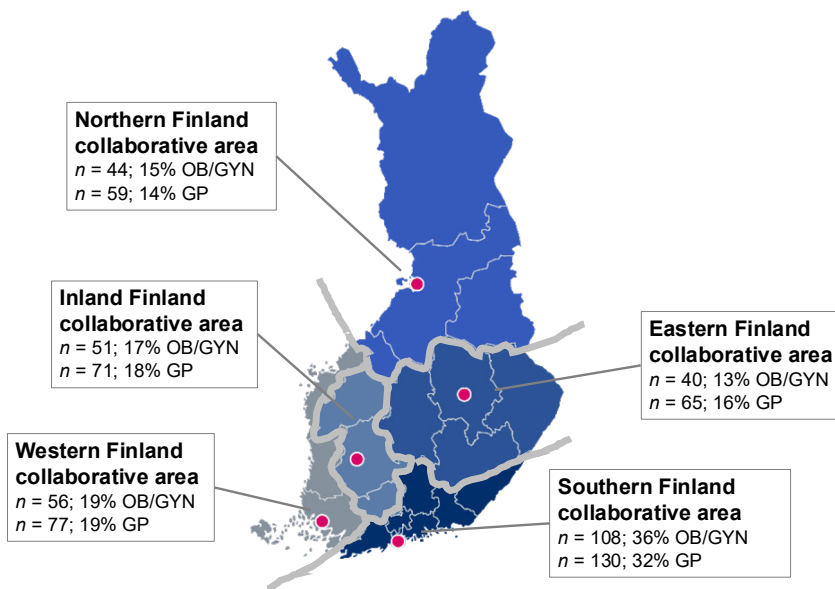 Northern Finland
collaborative area
n = 44; 15% OB/GYN
n = 59; 14% GP
Inland Finland
collaborative area
n = 51; 17% OB/GYN
n = 71; 18% GP
Eastern Finland
collaborative area
n = 40; 13% OB/GYN
n = 65; 16% GP
Western Finland
collaborative area
n = 56; 19% OB/GYN
n = 77; 19% GP
Southern Finland
collaborative area
n = 108; 36% OB/GYN
n = 130; 32% GP